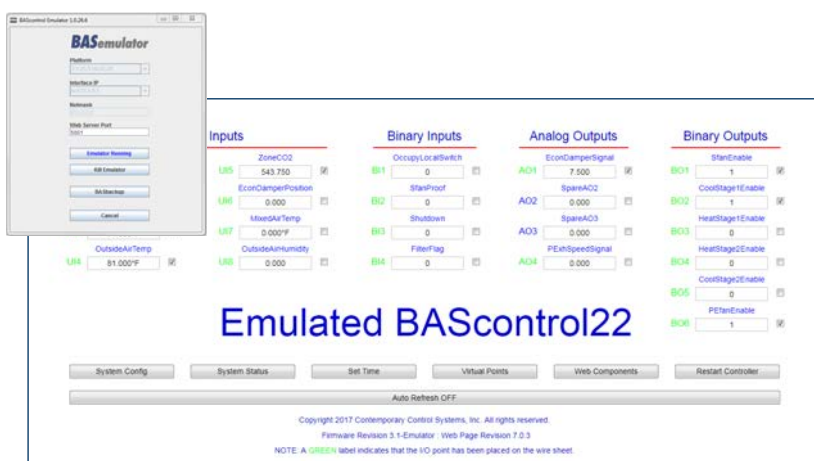 BAScontrol Emulator 1.0.26.6
BASemulator
Platform
Interface IP
Netmask
Web Server Port
Emulator Running
Kill Emulator
BASbackup
Cancel
Inputs
Binary Inputs
Analog Outputs
Binary Outputs
OutsideAirTemp
UI4 81.000°F
ZoneCO2
UI5 543.750
EconDamperPosition
UI6 0.000
MixedAirTemp
UI7 0.000°F
OutsideAirHumidity
UI8 0.000
OccupyLocalSwitch
BI1 0
SfanProof
BI2 0
Shutdown
BI3 0
FilterFlag
BI4 0
EconDamperSignal
AO1 7.500
SpareAO2
AO2 0.000
SpareAO3
AO3 0.000
PExhSpeedSignal
AO4 0.000
SfanEnable
BO1 1
CoolStage1Enable
BO2 1
HeatStage1Enable
BO3 0
HeatStage2Enable
BO4 0
CoolStage2Enable
BO5 0
PEfanEnable
BO6 1
Emulated BAScontrol22
System Config System Status Set Time Virtual Points Web Components Restart Controller
Auto Refresh OFF
Copyright 2017 Contemporary Control Systems, Inc. All rights reserved.
Firmware Revision 3.1-Emulator : Web Page Revision 7.0.3
NOTE: A GREEN label indicates that the I/O point has been placed on the wire sheet.